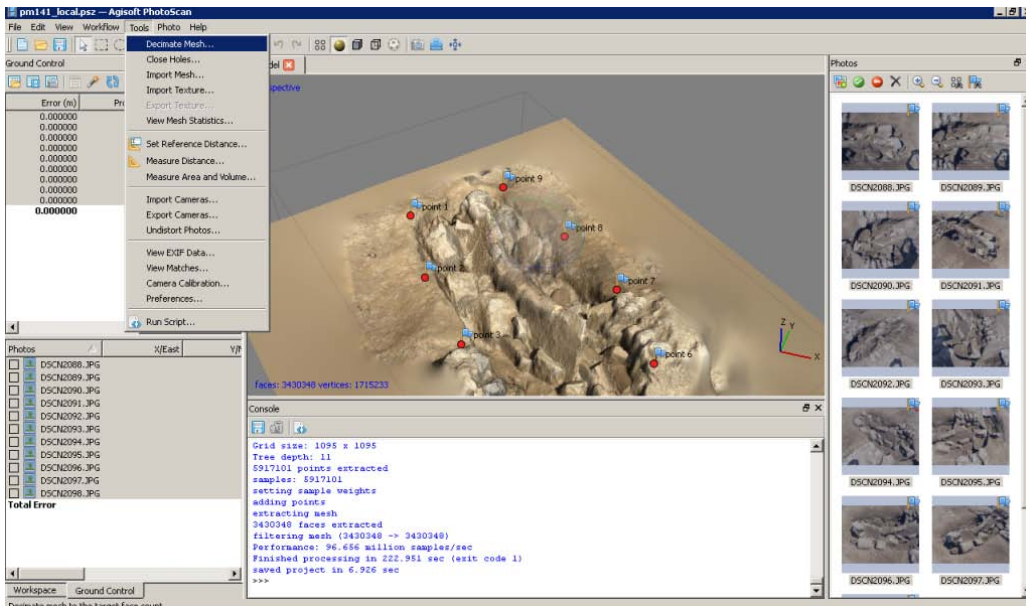 pm141_local.psz — Agisoft PhotoScan
File Edit View Workflow Tools Photo Help
Decimate Mesh...
Close Holes...
Import Mesh...
Import Texture...
Export Texture...
View Mesh Statistics...
Set Reference Distance...
Measure Distance...
Measure Area and Volume...
Import Cameras...
Export Cameras...
Undistort Photos...
View EXIF Data...
View Matches...
Camera Calibration...
Preferences...
Run Script...
Ground Control
Error (m)
0.000000
0.000000
0.000000
0.000000
0.000000
0.000000
0.000000
0.000000
0.000000
0.000000
Photos X/East
DSCN2088.JPG
DSCN2089.JPG
DSCN2090.JPG
DSCN2091.JPG
DSCN2092.JPG
DSCN2093.JPG
DSCN2094.JPG
DSCN2095.JPG
DSCN2096.JPG
DSCN2097.JPG
DSCN2098.JPG
Total Error
Workspace Ground Control
Decimate mesh to the target face count
point 9
point 1
point 8
point 2
point 7
point 3
point 6
Z
Y
X
faces: 3430348 vertices: 1715233
Console
Grid size: 1095 x 1095
Tree depth: 11
5917101 points extracted
samples: 5917101
setting sample weights
adding points
extracting mesh
3430348 faces extracted
filtering mesh (3430348 -> 3430348)
Performance: 96.656 million samples/sec
Finished processing in 222.951 sec (exit code 1)
saved project in 6.926 sec
>>>
Photos
DSCN2088.JPG DSCN2089.JPG
DSCN2090.JPG DSCN2091.JPG
DSCN2092.JPG DSCN2093.JPG
DSCN2094.JPG DSCN2095.JPG
DSCN2096.JPG DSCN2097.JPG